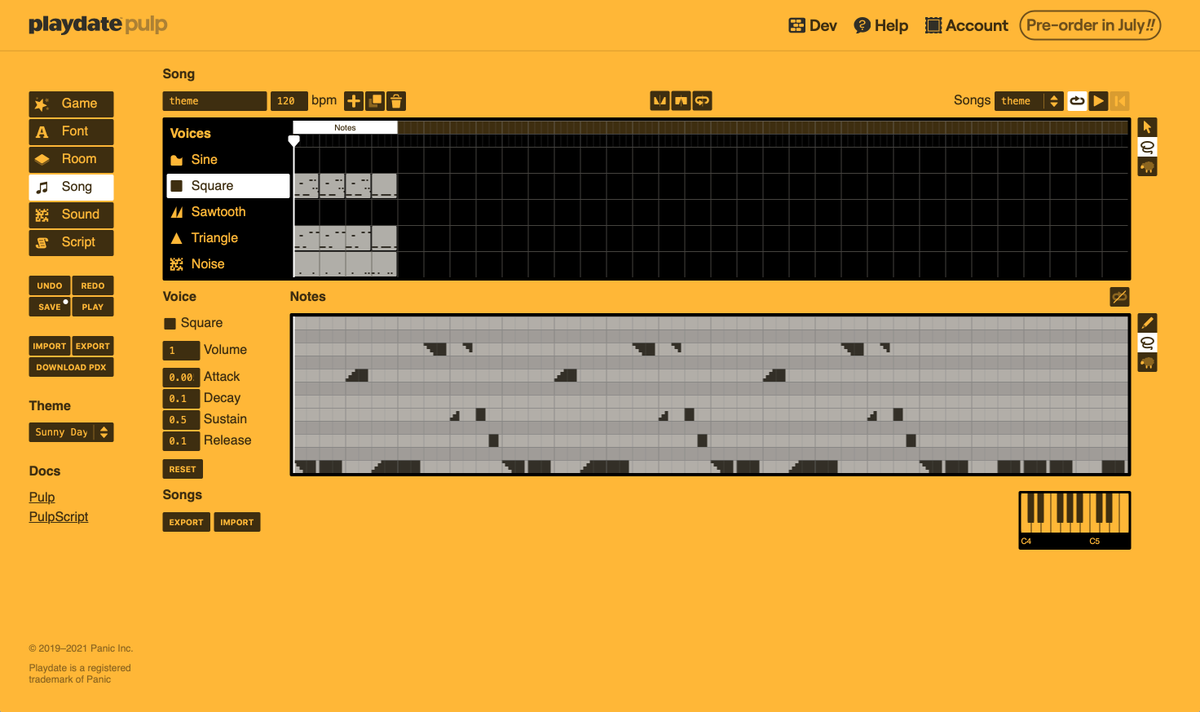 playdate pulp
Dev
Help
Account
Pre-order in July!!
Game
Font
Room
Song
Sound
Script
UNDO
REDO
SAVE
PLAY
IMPORT
EXPORT
DOWNLOAD PDX
Theme
Sunny Day
Docs
Pulp
PulpScript
Song
theme
120
bpm
Songs
theme
Voices
Notes
Sine
Square
Sawtooth
Triangle
Noise
Voice
Square
1
Volume
0.00
Attack
0.1
Decay
0.5
Sustain
0.1
Release
RESET
Songs
EXPORT
IMPORT
Notes
C4
C5
© 2019–2021 Panic Inc.
Playdate is a registered
trademark of Panic